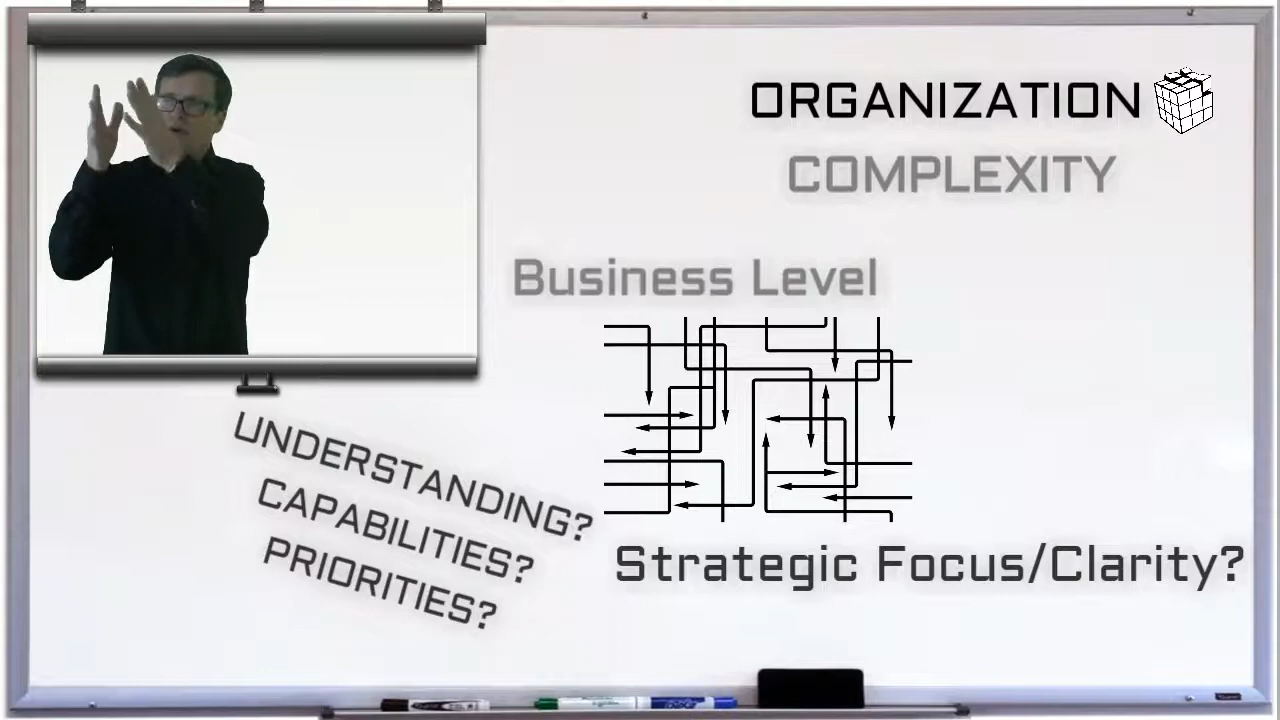 ORGANIZATION
COMPLEXITY
Business Level
UNDERSTANDING?
CAPABILITIES?
PRIORITIES?
Strategic Focus/Clarity?